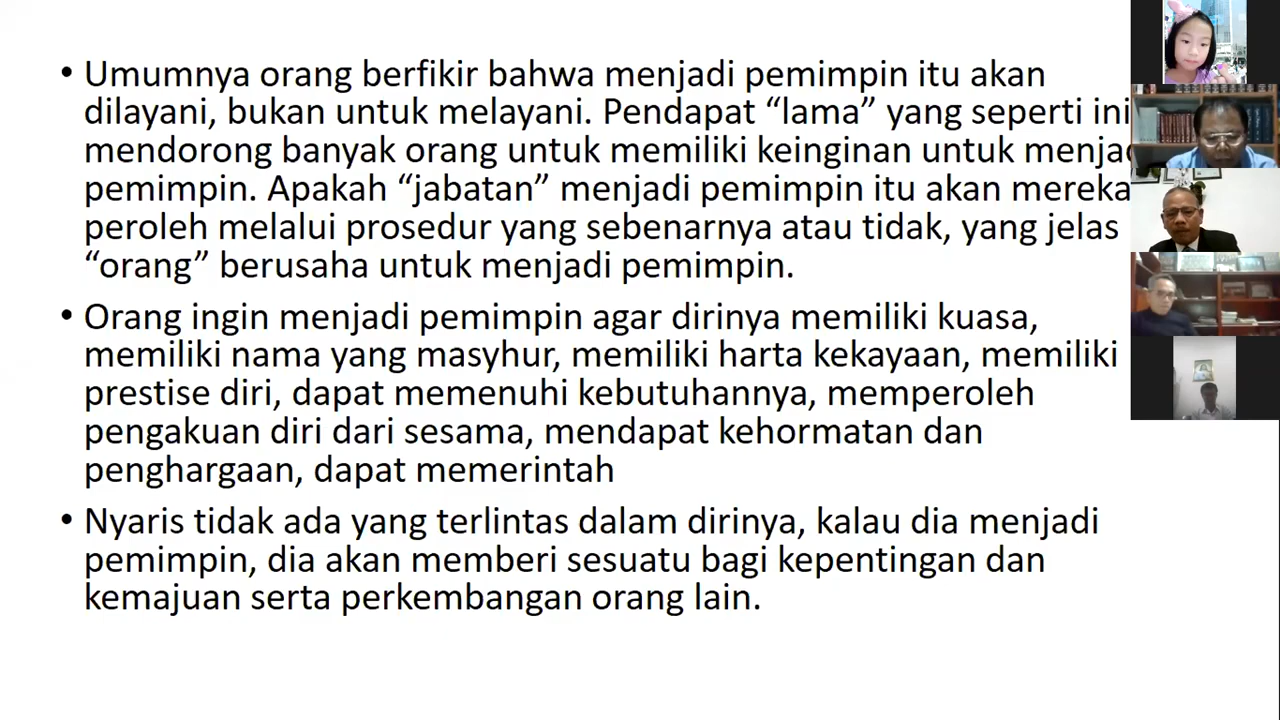 • Umumnya orang berfikir bahwa menjadi pemimpin itu akan
dilayani, bukan untuk melayani. Pendapat “lama” yang seperti ini
mendorong banyak orang untuk memiliki keinginan untuk menjad
pemimpin. Apakah “jabatan” menjadi pemimpin itu akan mereka
peroleh melalui prosedur yang sebenarnya atau tidak, yang jelas
“orang” berusaha untuk menjadi pemimpin.
• Orang ingin menjadi pemimpin agar dirinya memiliki kuasa,
memiliki nama yang masyhur, memiliki harta kekayaan, memiliki
prestise diri, dapat memenuhi kebutuhannya, memperoleh
pengakuan diri dari sesama, mendapat kehormatan dan
penghargaan, dapat memerintah
• Nyaris tidak ada yang terlintas dalam dirinya, kalau dia menjadi
pemimpin, dia akan memberi sesuatu bagi kepentingan dan
kemajuan serta perkembangan orang lain.